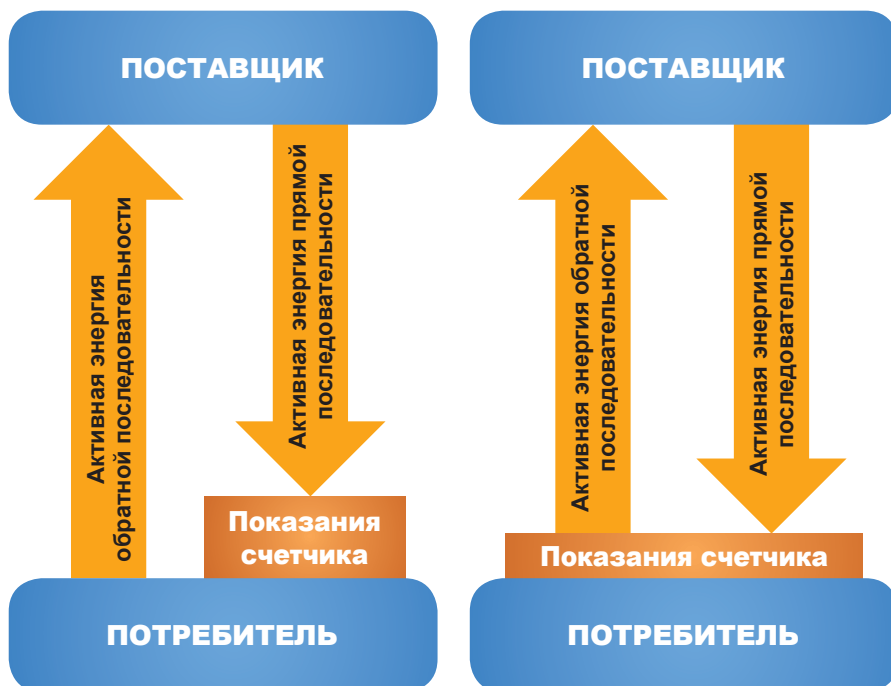 ПОСТАВЩИК
Активная энергия
обратной последовательности
Активная энергия прямой
последовательности
Показания
счетчика
ПОТРЕБИТЕЛЬ
ПОСТАВЩИК
Активная энергия обратной
последовательности
Активная энергия прямой
последовательности
Показания счетчика
ПОТРЕБИТЕЛЬ